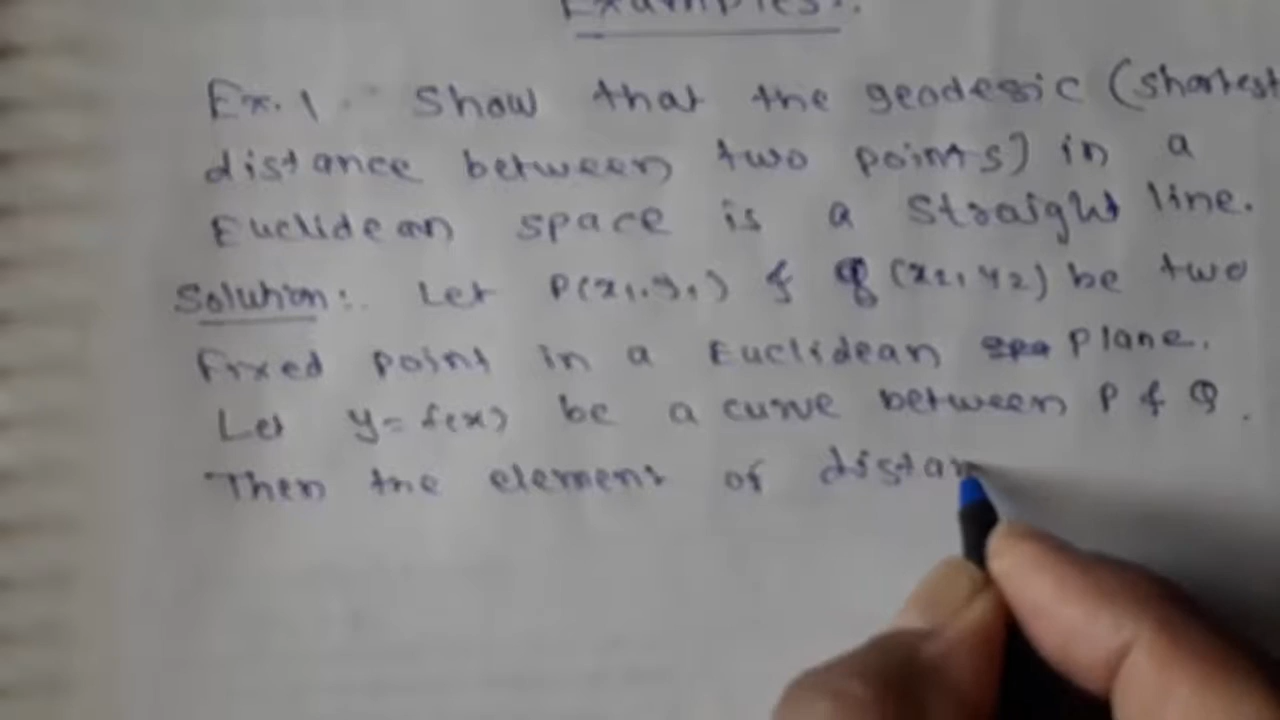 Examples:.
Ex. 1 Show that the geodesic (shortest
distance between two points) in a
Euclidean space is a straight line.
Solution:. Let P(x₁, y₁) & Q (x₂, y₂) be two
fixed point in a Euclidean plane.
Let y = f(x) be a curve between P & Q.
Then the element of distan